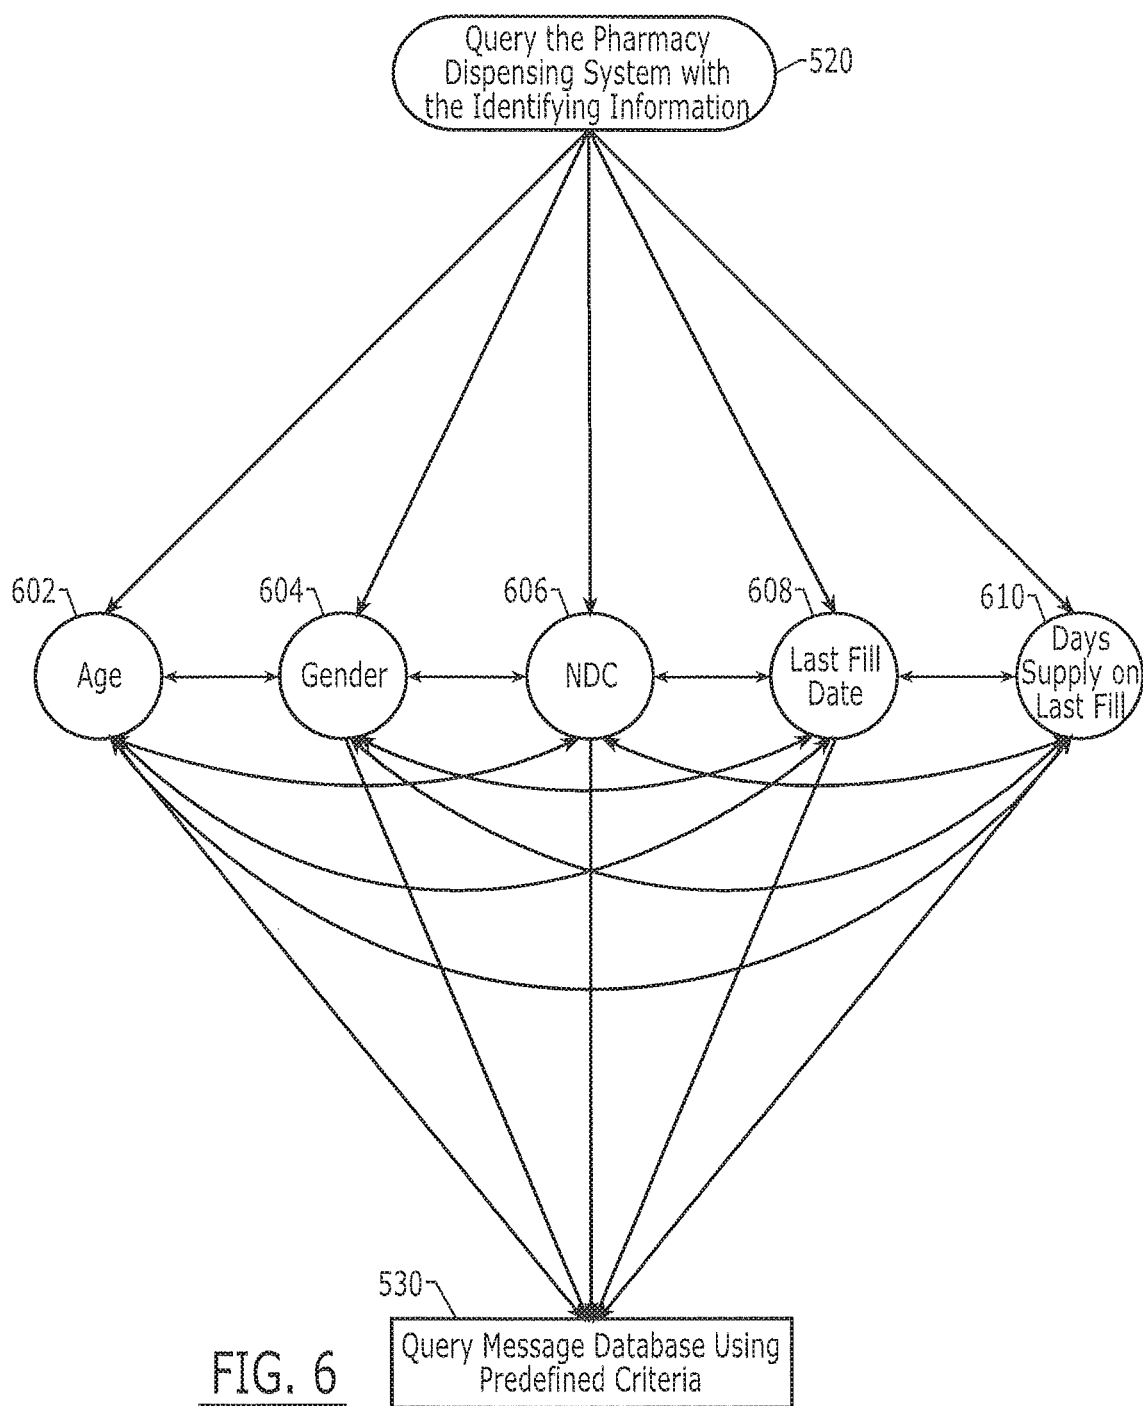 Query the Pharmacy
Dispensing System with
the Identifying Information
520
602
604
606
608
610
Age
Gender
NDC
Last Fill
Date
Days
Supply on
Last Fill
530
Query Message Database Using
Predefined Criteria
FIG. 6